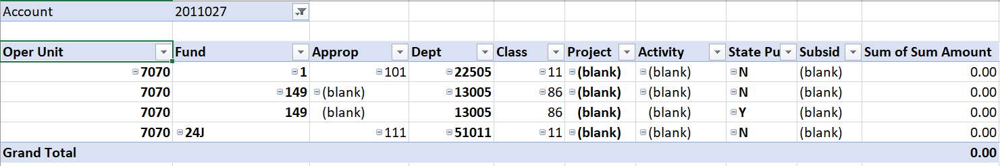 Account 2011027
Oper Unit Fund Approp Dept Class Project Activity State Pu Subsid Sum of Sum Amount
7070 1 101 22505 11 (blank) (blank) N (blank) 0.00
7070 149 (blank) 13005 86 (blank) (blank) N (blank) 0.00
7070 149 (blank) 13005 86 (blank) (blank) Y (blank) 0.00
7070 24J 111 51011 11 (blank) (blank) N (blank) 0.00
Grand Total 0.00